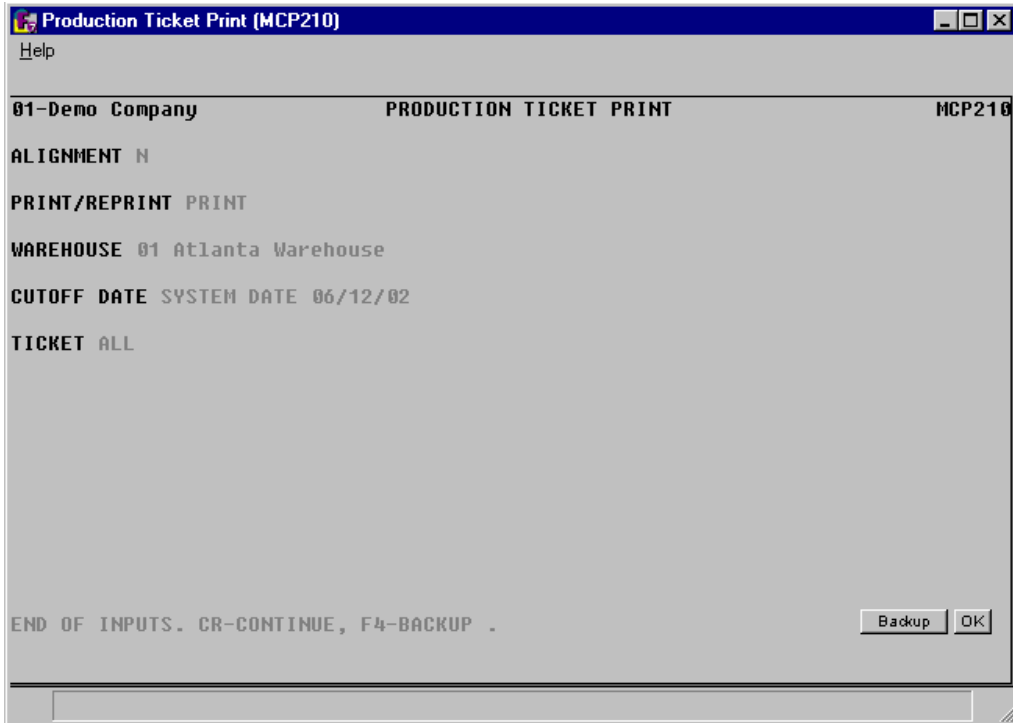 Production Ticket Print (MCP210)
Help
01-Demo Company PRODUCTION TICKET PRINT MCP210
ALIGNMENT N
PRINT/REPRINT PRINT
WAREHOUSE 01 Atlanta Warehouse
CUTOFF DATE SYSTEM DATE 06/12/02
TICKET ALL
END OF INPUTS. CR-CONTINUE, F4-BACKUP . Backup OK